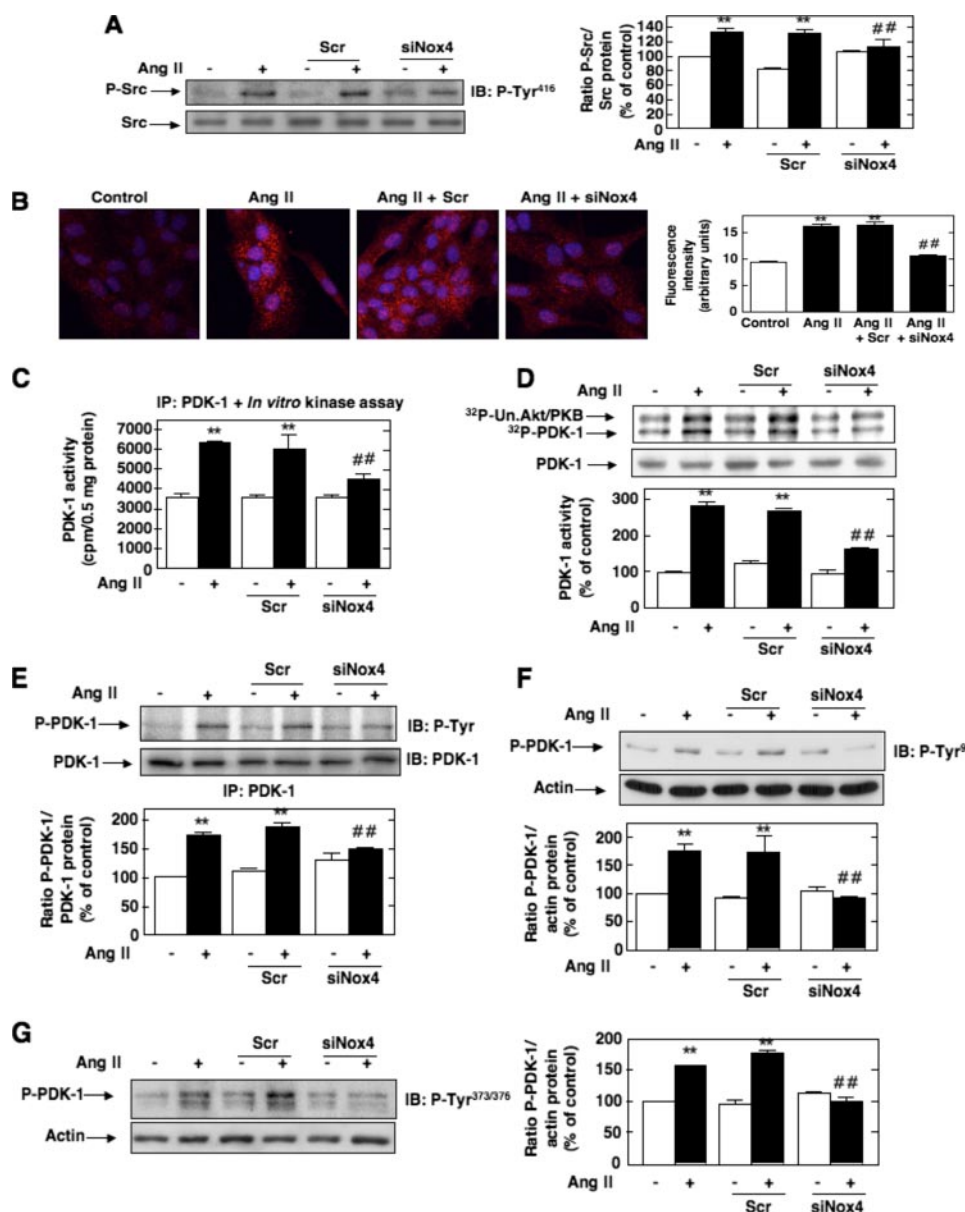 A
Scr siNox4
Ang II - + - + - +
P-Src IB: P-Tyr416
Src
Ratio P-Src/
Src protein
(% of control)
140
120
100
80
60
40
20
0
** ** ##
Ang II - + - + - +
Scr siNox4
B
Control Ang II Ang II + Scr Ang II + siNox4
Fluorescence
intensity
(arbitrary units)
15
10
5
0
** ** ##
Control Ang II Ang II + Scr Ang II + siNox4
C
IP: PDK-1 + In vitro kinase assay
PDK-1 activity
(cpm/0.5 mg protein)
7000
6000
5000
4000
3000
2000
1000
0
** ** ##
Ang II - + - + - +
Scr siNox4
D
Scr siNox4
Ang II - + - + - +
32P-Un.Akt/PKB
32P-PDK-1
PDK-1
PDK-1 activity
(% of control)
300
200
100
0
** ** ##
Ang II - + - + - +
Scr siNox4
E
Scr siNox4
Ang II - + - + - +
P-PDK-1 IB: P-Tyr
PDK-1 IB: PDK-1
IP: PDK-1
Ratio P-PDK-1/
PDK-1 protein
(% of control)
200
150
100
50
0
** ** ##
Ang II - + - + - +
Scr siNox4
F
Scr siNox4
Ang II - + - + - +
P-PDK-1 IB: P-Tyr9
Actin
Ratio P-PDK-1/
actin protein
(% of control)
200
150
100
50
0
** ** ##
Ang II - + - + - +
Scr siNox4
G
Scr siNox4
Ang II - + - + - +
P-PDK-1 IB: P-Tyr373/376
Actin
Ratio P-PDK-1/
actin protein
(% of control)
200
150
100
50
0
** ** ##
Ang II - + - + - +
Scr siNox4